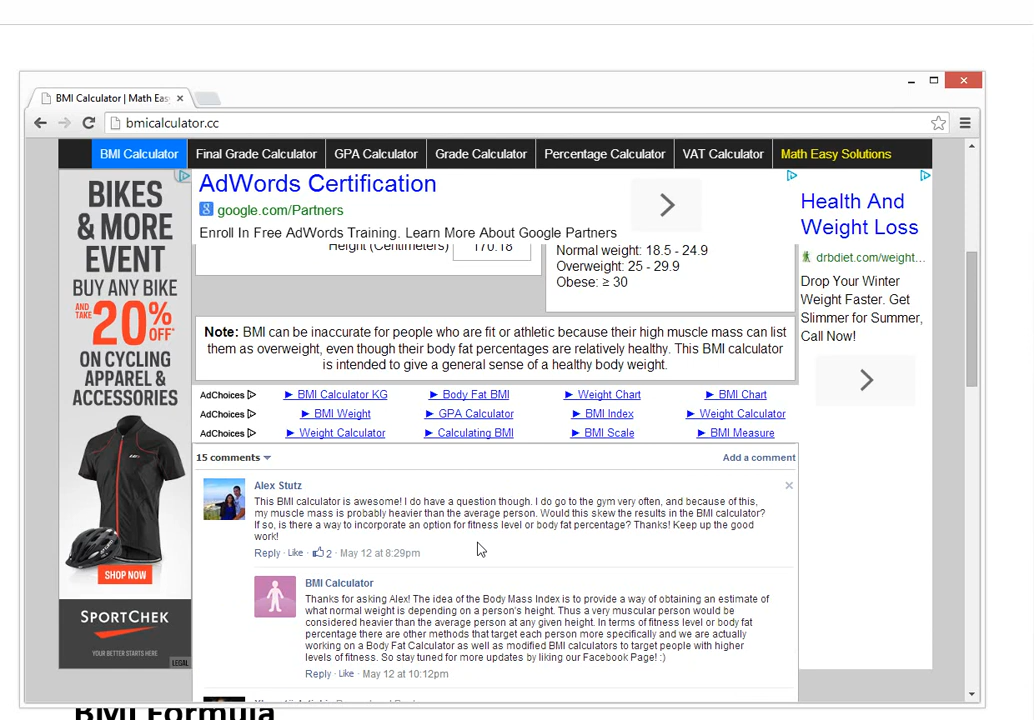 BMI Calculator | Math Eas
bmicalculator.cc
BMI Calculator
Final Grade Calculator
GPA Calculator
Grade Calculator
Percentage Calculator
VAT Calculator
Math Easy Solutions
BIKES
& MORE
EVENT
BUY ANY BIKE
AND TAKE 20% OFF*
ON CYCLING
APPAREL &
ACCESSORIES
SHOP NOW
SPORTCHEK
YOUR BETTER STARTS HERE
LEGAL
AdWords Certification
google.com/Partners
Enroll In Free AdWords Training. Learn More About Google Partners
Height (Centimeters) 170.18
Normal weight: 18.5 - 24.9
Overweight: 25 - 29.9
Obese: ≥ 30
Note: BMI can be inaccurate for people who are fit or athletic because their high muscle mass can list
them as overweight, even though their body fat percentages are relatively healthy. This BMI calculator
is intended to give a general sense of a healthy body weight.
AdChoices ► BMI Calculator KG ► Body Fat BMI ► Weight Chart ► BMI Chart
AdChoices ► BMI Weight ► GPA Calculator ► BMI Index ► Weight Calculator
AdChoices ► Weight Calculator ► Calculating BMI ► BMI Scale ► BMI Measure
15 comments
Add a comment
Alex Stutz
This BMI calculator is awesome! I do have a question though. I do go to the gym very often, and because of this,
my muscle mass is probably heavier than the average person. Would this skew the results in the BMI calculator?
If so, is there a way to incorporate an option for fitness level or body fat percentage? Thanks! Keep up the good
work!
Reply · Like · 2 · May 12 at 8:29pm
BMI Calculator
Thanks for asking Alex! The idea of the Body Mass Index is to provide a way of obtaining an estimate of
what normal weight is depending on a person's height. Thus a very muscular person would be
considered heavier than the average person at any given height. In terms of fitness level or body fat
percentage there are other methods that target each person more specifically and we are actually
working on a Body Fat Calculator as well as modified BMI calculators to target people with higher
levels of fitness. So stay tuned for more updates by liking our Facebook Page! :)
Reply · Like · May 12 at 10:12pm
Health And
Weight Loss
drbdiet.com/weight...
Drop Your Winter
Weight Faster. Get
Slimmer for Summer,
Call Now!
BMI Formula